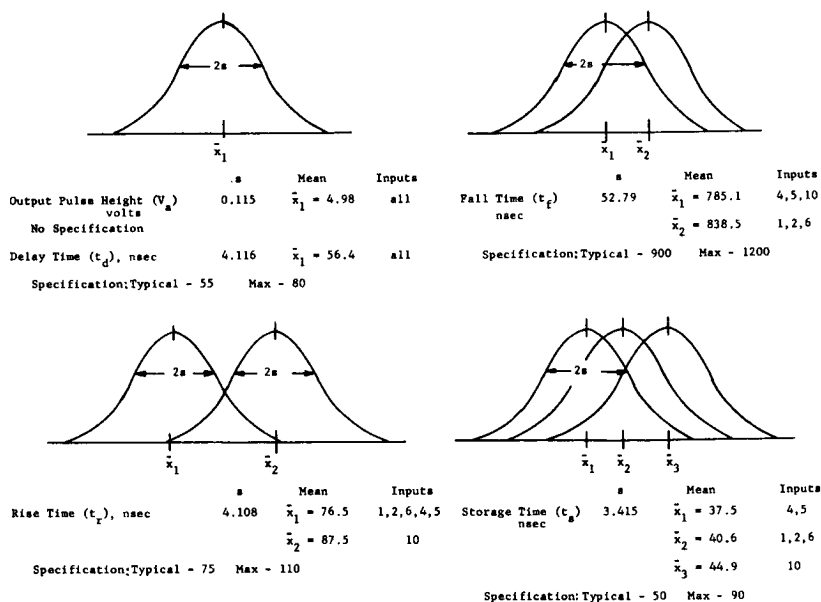 2s
x̄1
s Mean Inputs
Output Pulse Height (Va) 0.115 x̄1 = 4.98 all
volts
No Specification
Delay Time (td), nsec 4.116 x̄1 = 56.4 all
Specification; Typical - 55 Max - 80
2s
x̄1 x̄2
s Mean Inputs
Fall Time (tf) 52.79 x̄1 = 785.1 4,5,10
nsec
x̄2 = 838.5 1,2,6
Specification; Typical - 900 Max - 1200
2s 2s
x̄1 x̄2
s Mean Inputs
Rise Time (tr), nsec 4.108 x̄1 = 76.5 1,2,6,4,5
x̄2 = 87.5 10
Specification; Typical - 75 Max - 110
2s
x̄1 x̄2 x̄3
s Mean Inputs
Storage Time (ts) 3.415 x̄1 = 37.5 4,5
nsec
x̄2 = 40.6 1,2,6
x̄3 = 44.9 10
Specification: Typical - 50 Max - 90